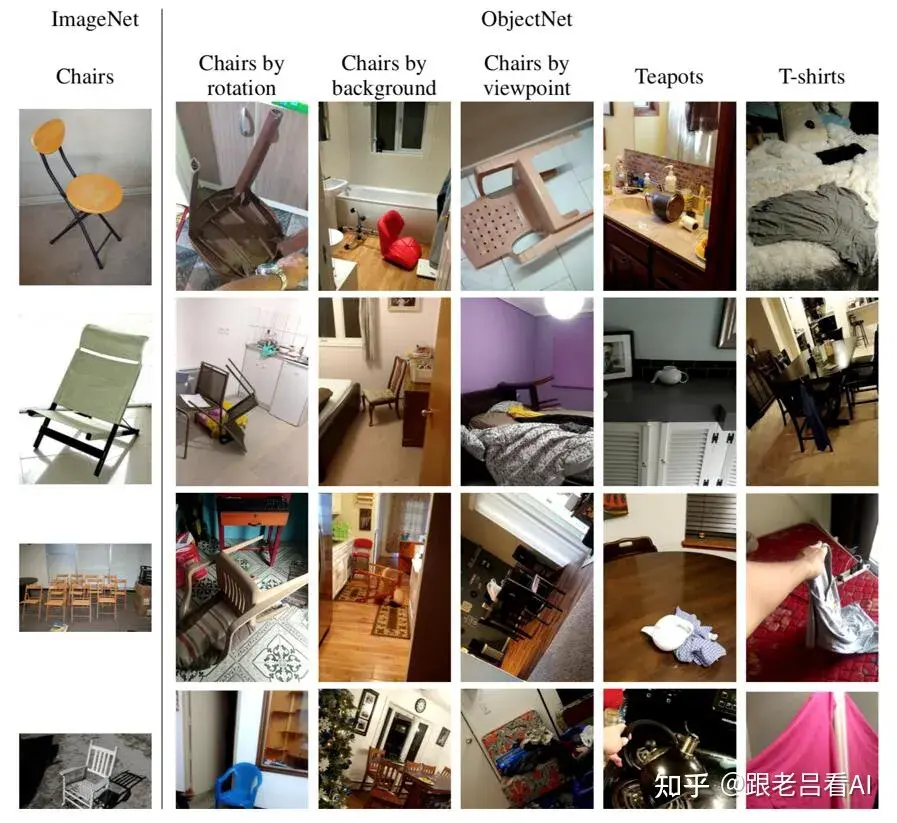 ImageNet
ObjectNet
Chairs
Chairs by
rotation
Chairs by
background
Chairs by
viewpoint
Teapots
T-shirts
知乎 @跟老吕看AI